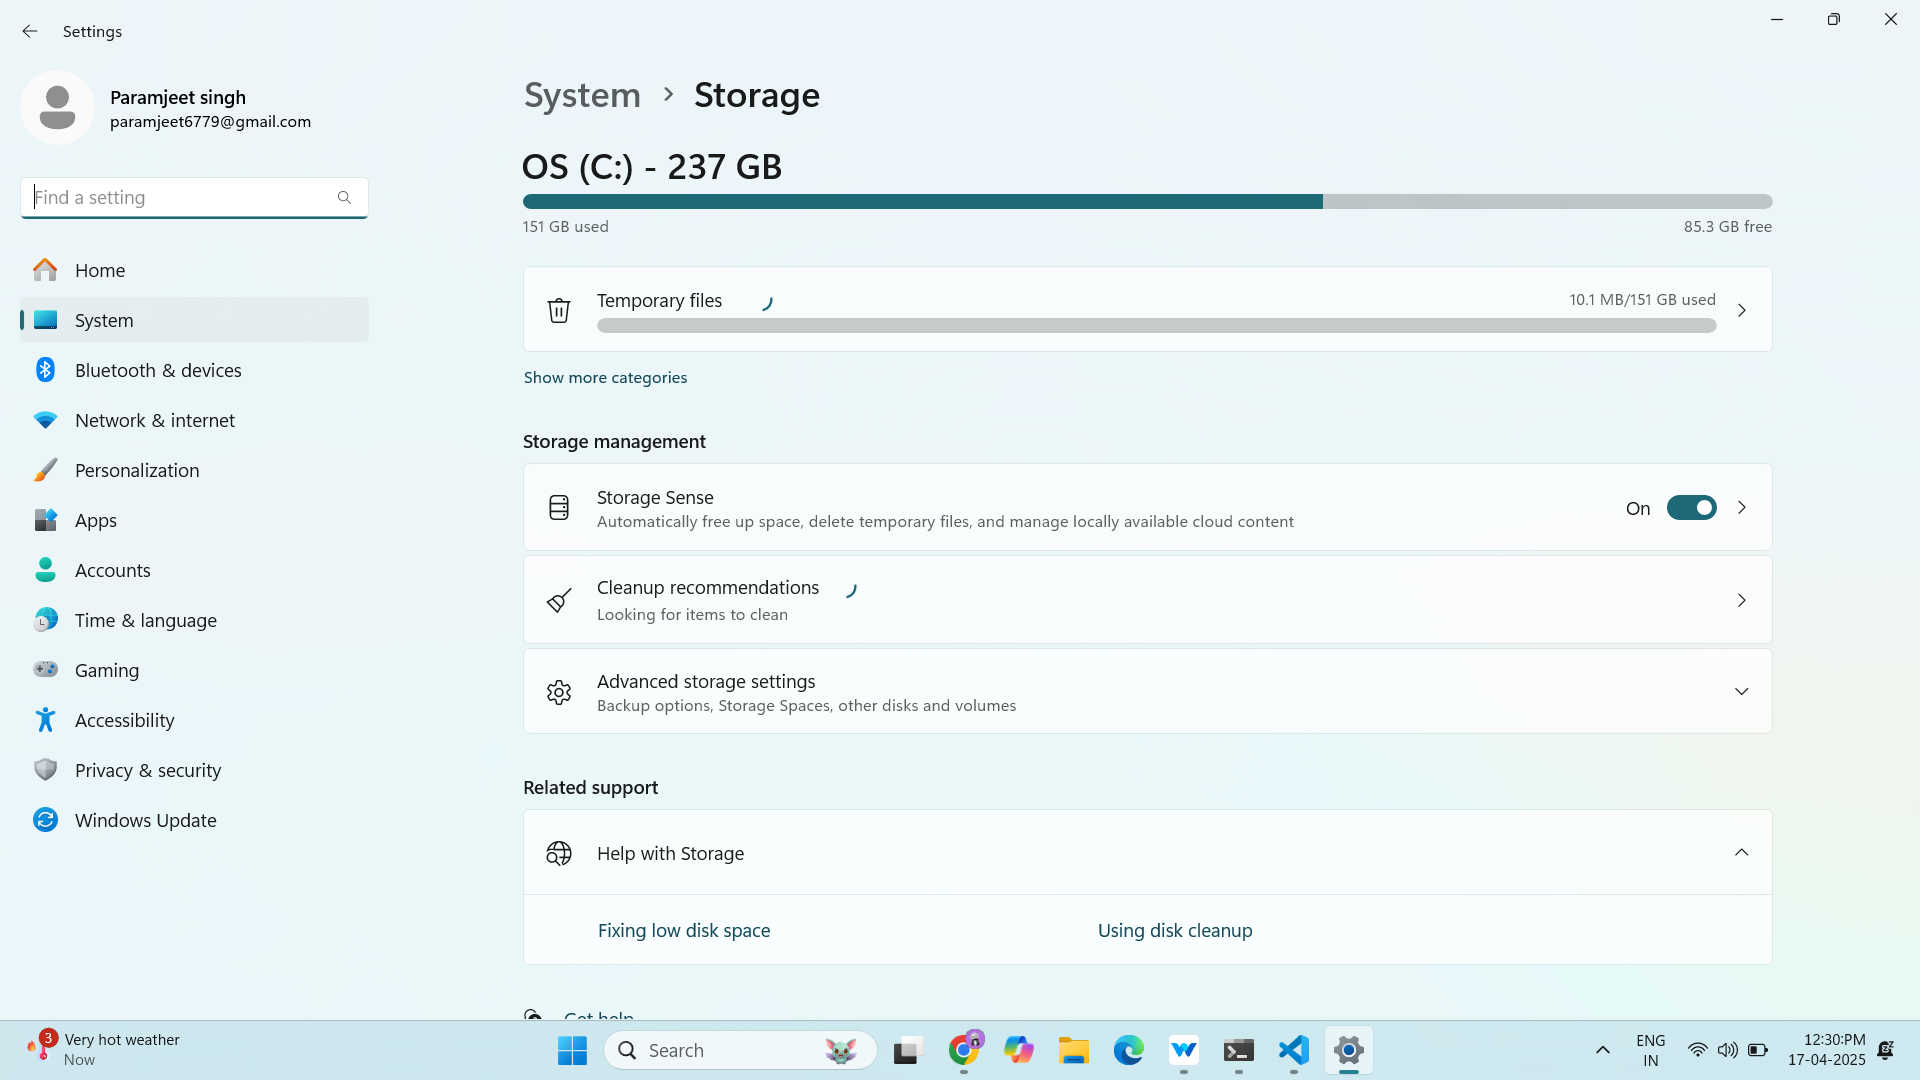 Settings
Paramjeet singh
paramjeet6779@gmail.com
Find a setting
Home
System
Bluetooth & devices
Network & internet
Personalization
Apps
Accounts
Time & language
Gaming
Accessibility
Privacy & security
Windows Update
System > Storage
OS (C:) - 237 GB
151 GB used
85.3 GB free
Temporary files
10.1 MB/151 GB used
Show more categories
Storage management
Storage Sense
Automatically free up space, delete temporary files, and manage locally available cloud content
On
Cleanup recommendations
Looking for items to clean
Advanced storage settings
Backup options, Storage Spaces, other disks and volumes
Related support
Help with Storage
Fixing low disk space
Using disk cleanup
Get help
3
Very hot weather
Now
Search
ENG
IN
12:30:PM
17-04-2025